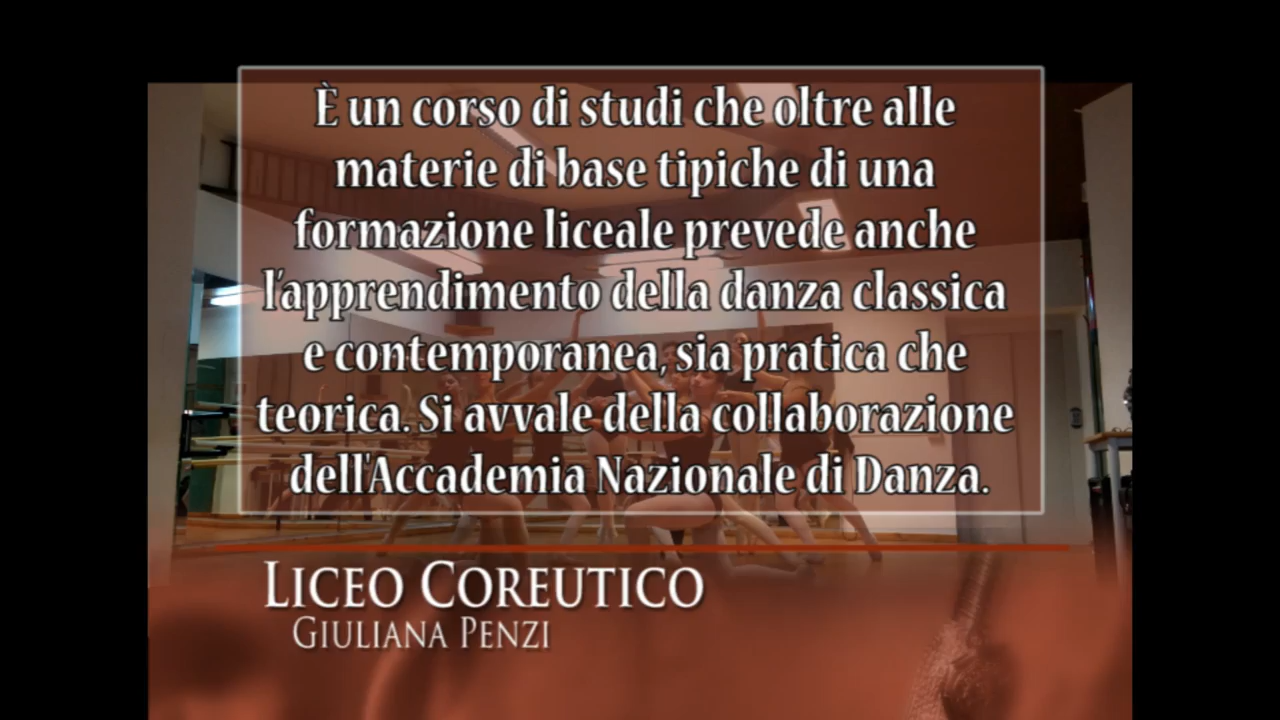 È un corso di studi che oltre alle
materie di base tipiche di una
formazione liceale prevede anche
l'apprendimento della danza classica
e contemporanea, sia pratica che
teorica. Si avvale della collaborazione
dell'Accademia Nazionale di Danza.
LICEO COREUTICO
GIULIANA PENZI